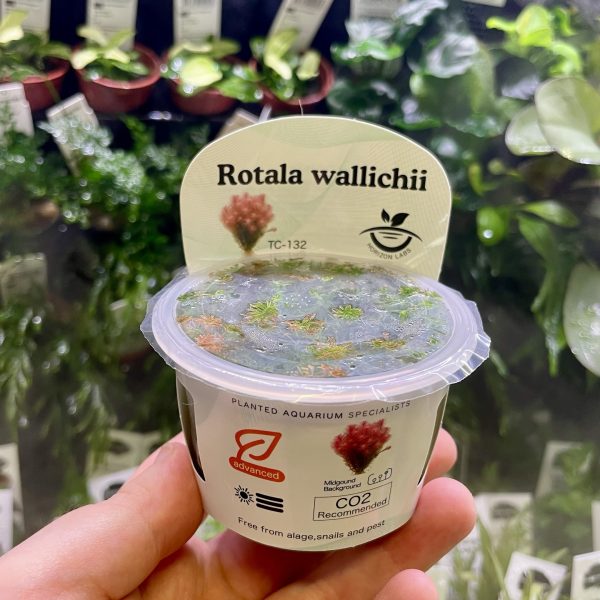 Rotala wallichii
TC-132
HORIZON LABS
PLANTED AQUARIUM SPECIALISTS
advanced
Midgound
Background
CO2
Recommended
Free from alage,snails and pest